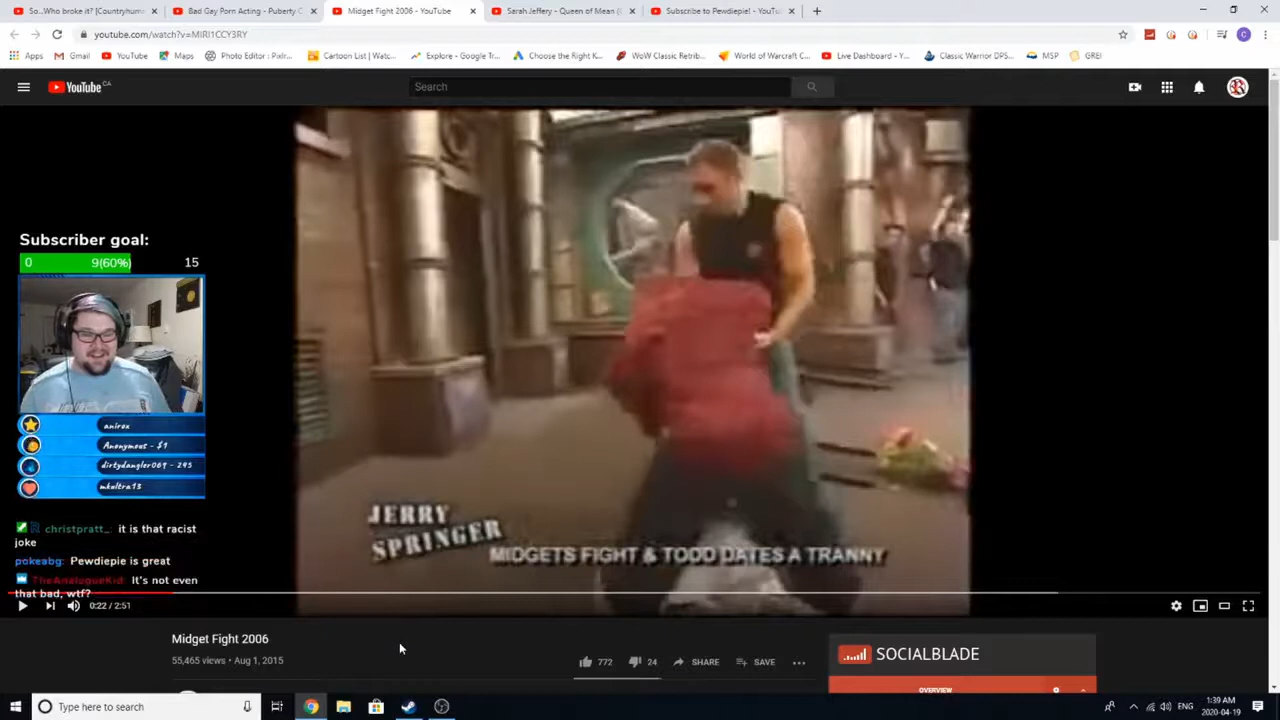 So...Who broke it? [Countryhum
Bad Gay Porn Acting - Puberty C
Midget Fight 2006 - YouTube
Sarah Jeffery - Queen of Mean (
Subscribe to Pewdiepie! - YouTu
youtube.com/watch?v=MIRI1CCY3RY
Apps
Gmail
YouTube
Maps
Photo Editor : Pixlr...
Cartoon List | Watc...
Explore - Google Tr...
Choose the Right K...
WoW Classic Retrib...
World of Warcraft C...
Live Dashboard - Y...
Classic Warrior DPS...
MSP
GREI
YouTube CA
Search
Subscriber goal:
0 9(60%) 15
anirox
Anonymous - $1
dirtydangler069 - 245
mkultra13
christpratt_: it is that racist
joke
pokeabg: Pewdiepie is great
TheAnalogueKid: It's not even
that bad, wtf?
JERRY
SPRINGER
MIDGETS FIGHT & TODD DATES A TRANNY
0:22 / 2:51
Midget Fight 2006
55,465 views • Aug 1, 2015
772
24
SHARE
SAVE
SOCIALBLADE
OVERVIEW
Type here to search
ENG
1:39 AM
2020-04-19